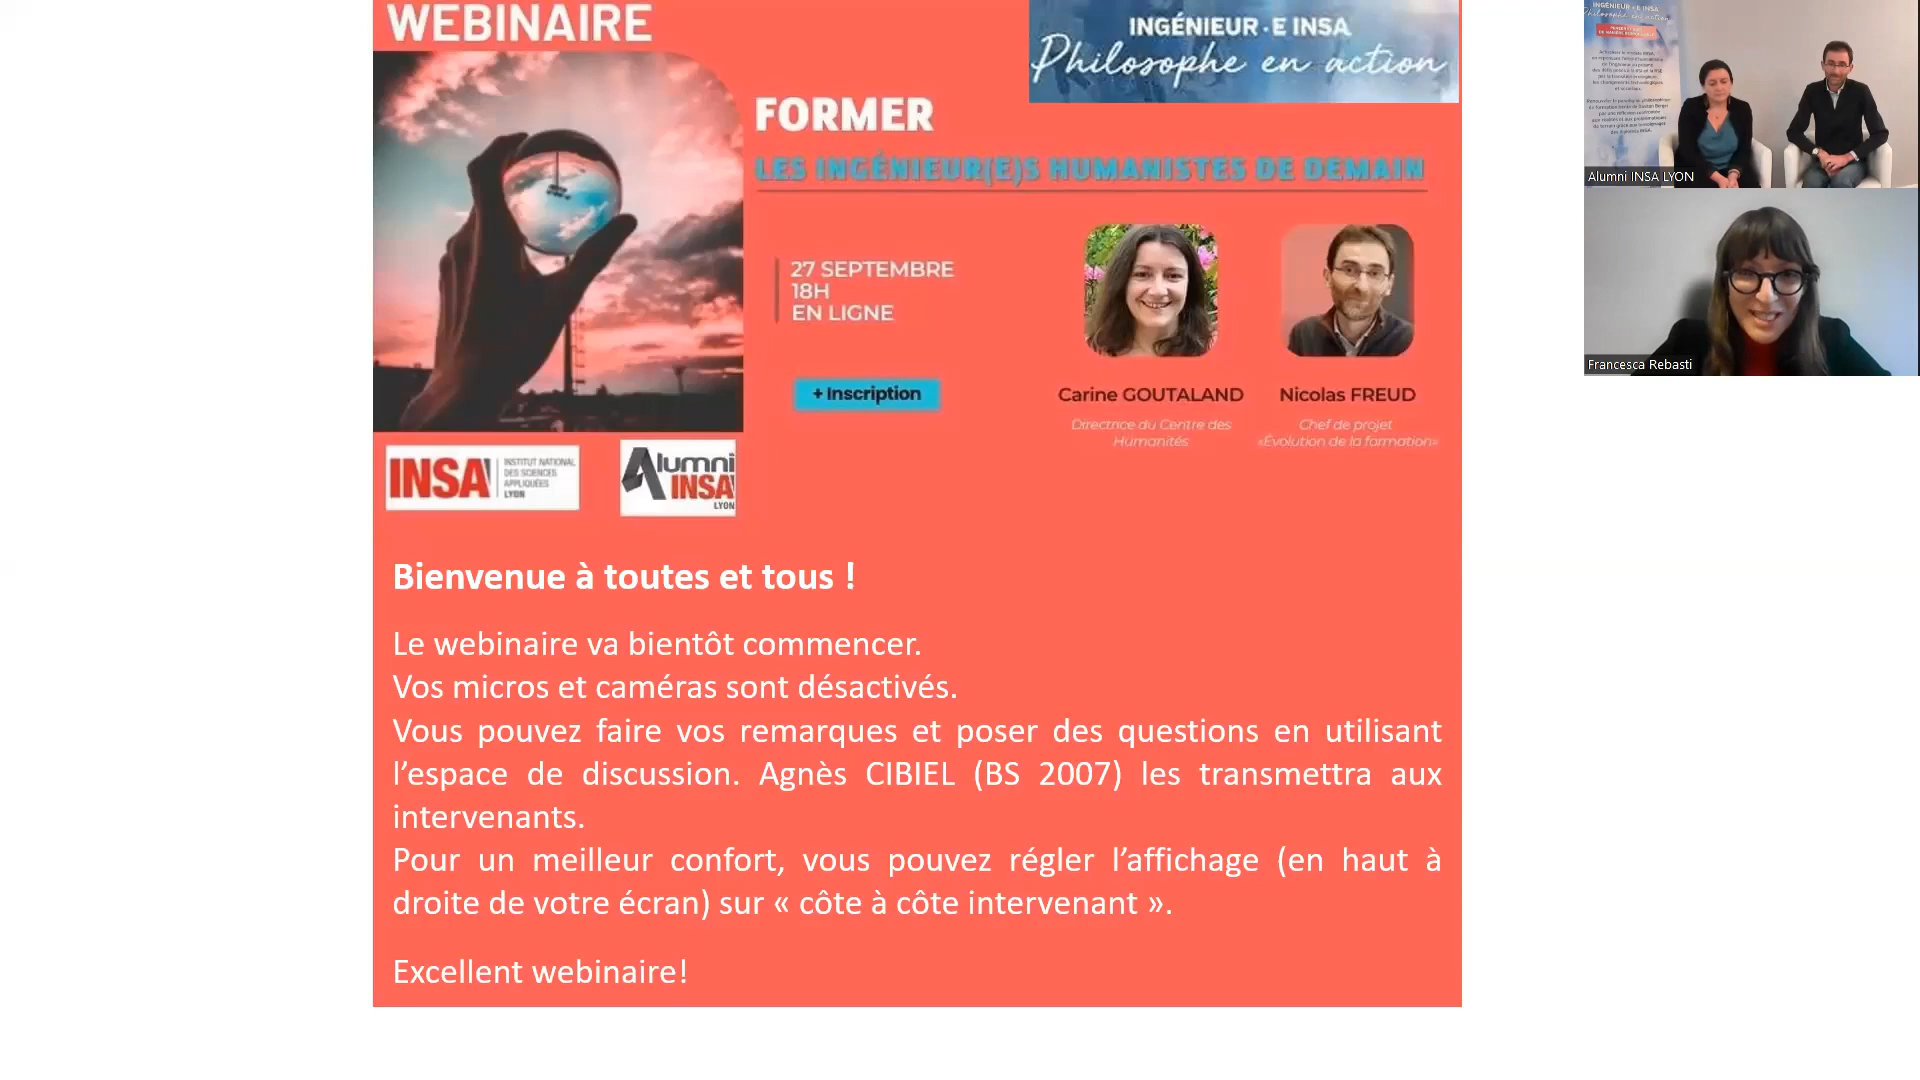 WEBINAIRE
INGÉNIEUR·E INSA
Philosophe en action
FORMER
LES INGÉNIEUR(E)S HUMANISTES DE DEMAIN
27 SEPTEMBRE
18H
EN LIGNE
+ Inscription
Carine GOUTALAND
Directrice du Centre des
Humanités
Nicolas FREUD
Chef de projet
«Évolution de la formation»
INSA
INSTITUT NATIONAL
DES SCIENCES
APPLIQUÉES
LYON
Alumni
INSA
LYON
Bienvenue à toutes et tous !
Le webinaire va bientôt commencer.
Vos micros et caméras sont désactivés.
Vous pouvez faire vos remarques et poser des questions en utilisant
l’espace de discussion. Agnès CIBIEL (BS 2007) les transmettra aux
intervenants.
Pour un meilleur confort, vous pouvez régler l’affichage (en haut à
droite de votre écran) sur « côte à côte intervenant ».
Excellent webinaire!
INGÉNIEUR·E INSA
Philosophe en action
Alumni INSA LYON
Francesca Rebasti